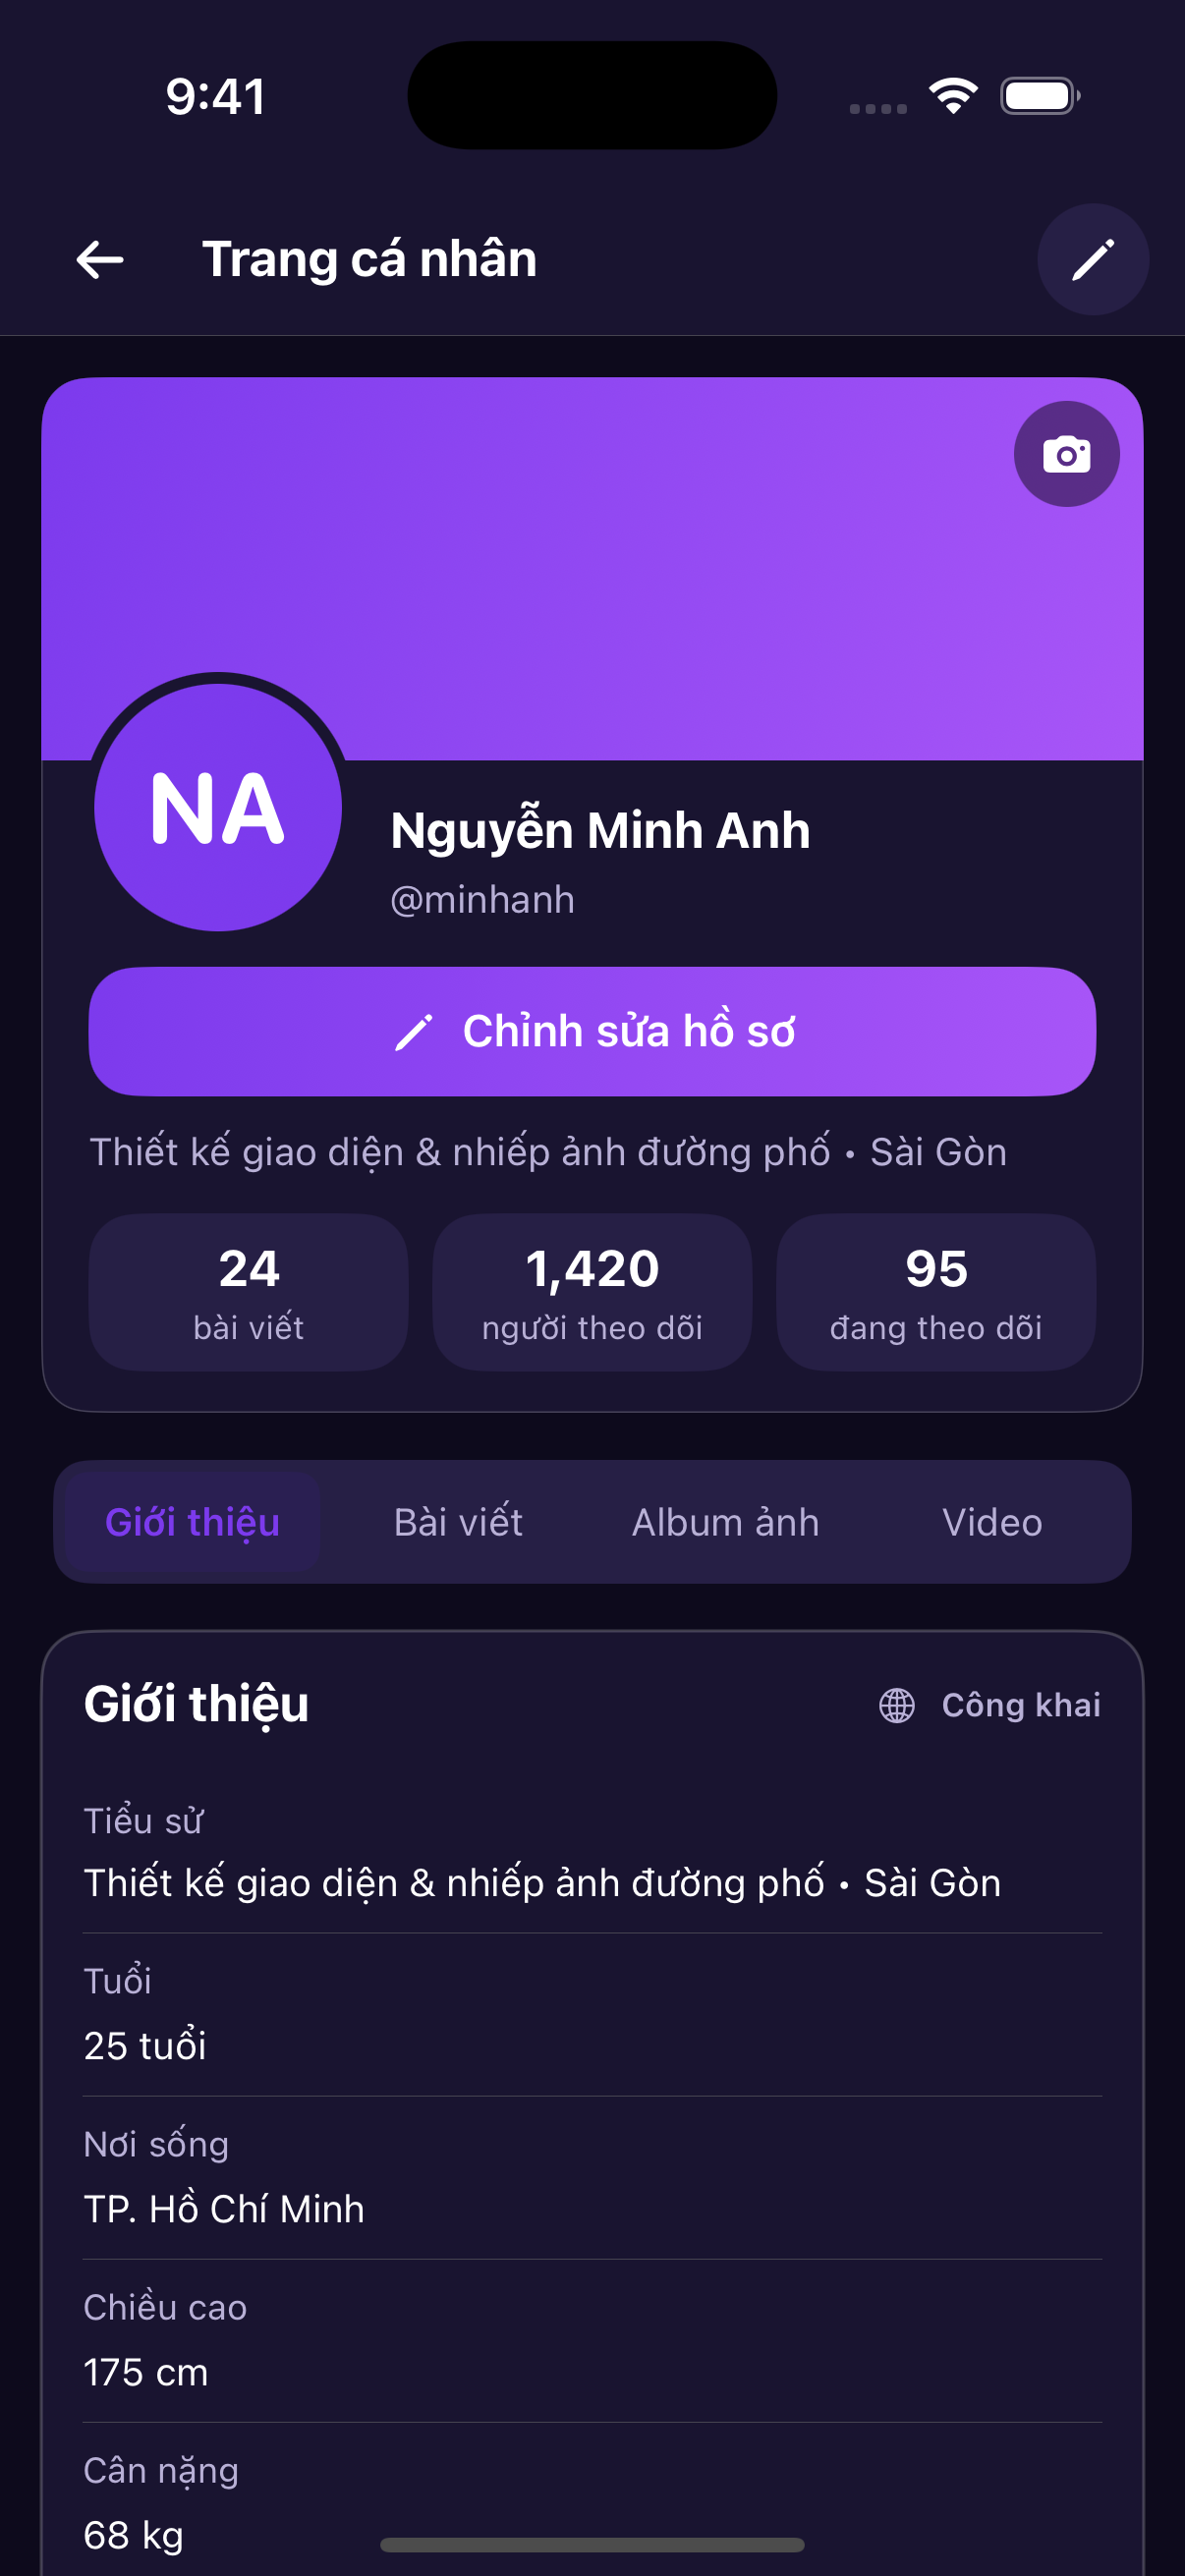 9:41
Trang cá nhân
NA
Nguyễn Minh Anh
@minhanh
Chỉnh sửa hồ sơ
Thiết kế giao diện & nhiếp ảnh đường phố • Sài Gòn
24
bài viết
1,420
người theo dõi
95
đang theo dõi
Giới thiệu
Bài viết
Album ảnh
Video
Giới thiệu
Công khai
Tiểu sử
Thiết kế giao diện & nhiếp ảnh đường phố • Sài Gòn
Tuổi
25 tuổi
Nơi sống
TP. Hồ Chí Minh
Chiều cao
175 cm
Cân nặng
68 kg